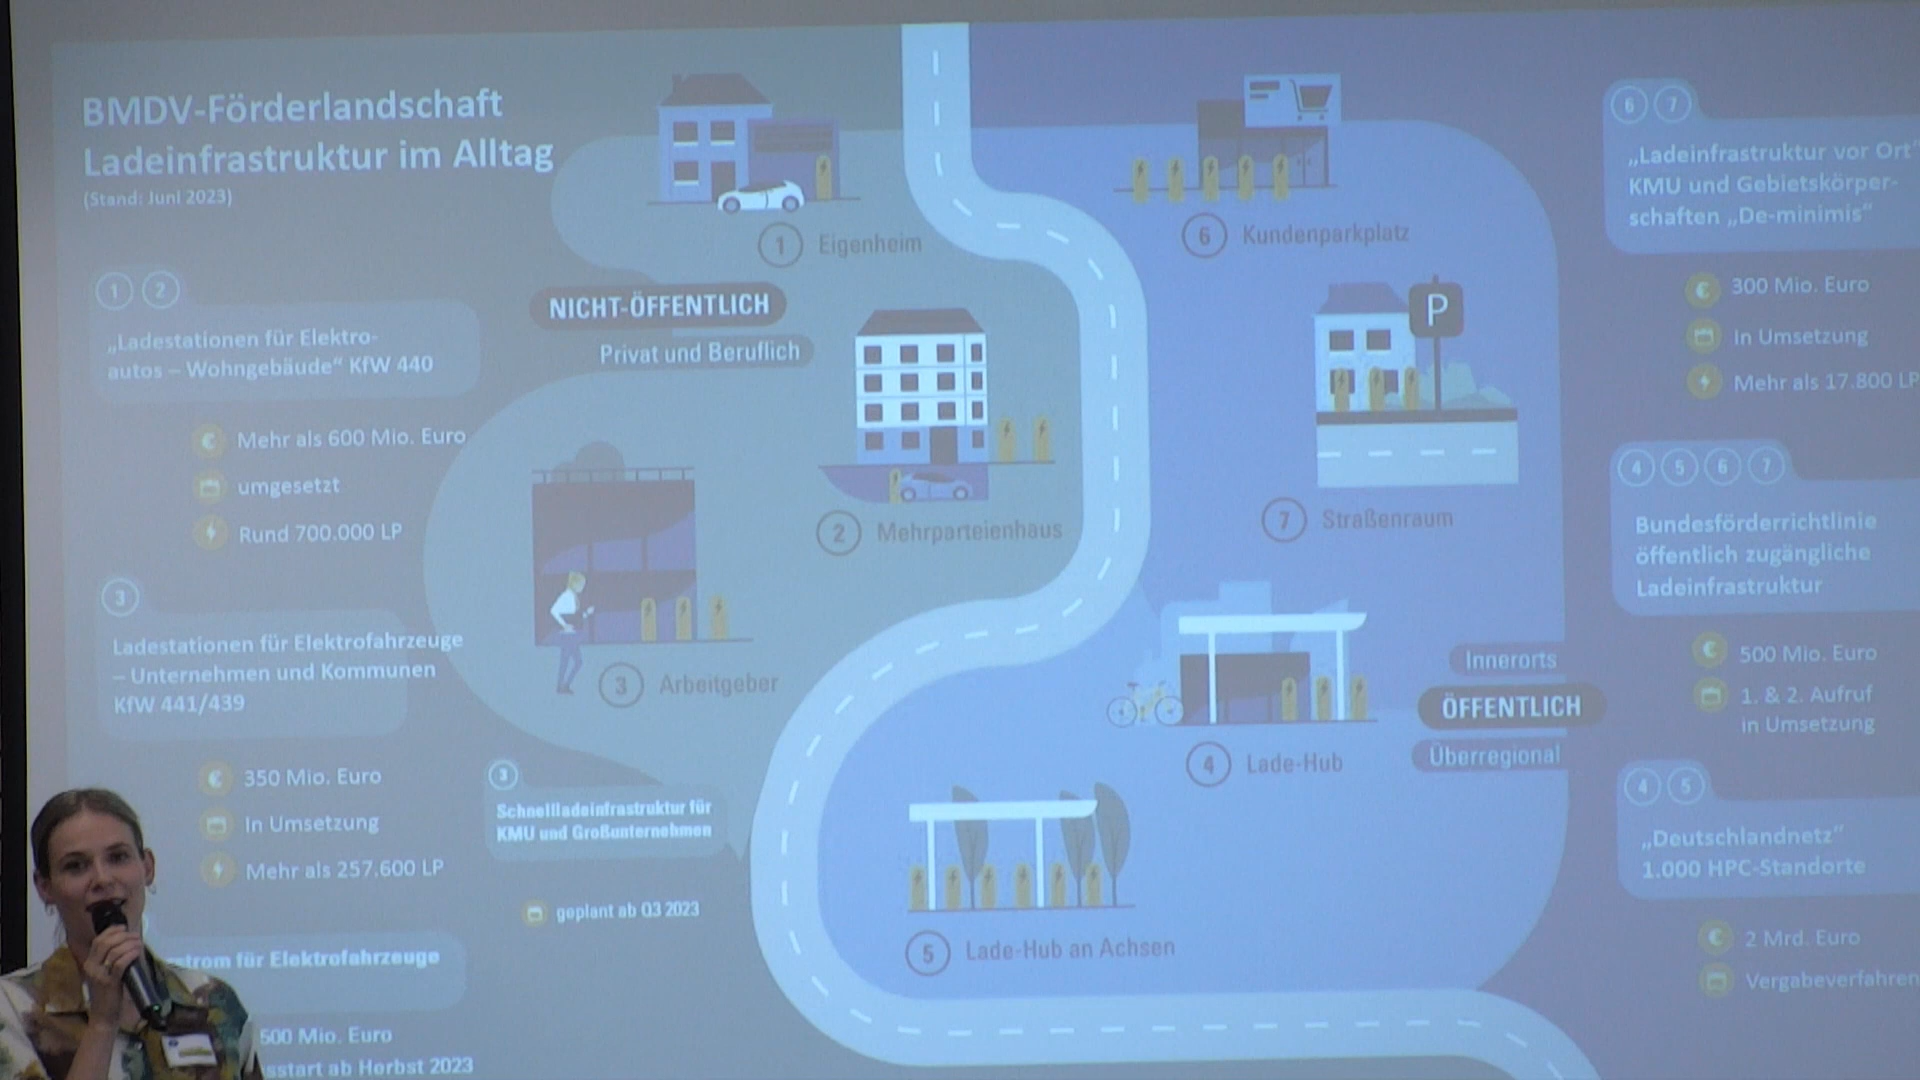 BMDV-Förderlandschaft
Ladeinfrastruktur im Alltag
(Stand: Juni 2023)
1 2
„Ladestationen für Elektro-
autos – Wohngebäude“ KfW 440
€ Mehr als 600 Mio. Euro
umgesetzt
Rund 700.000 LP
3
Ladestationen für Elektrofahrzeuge
– Unternehmen und Kommunen
KfW 441/439
€ 350 Mio. Euro
In Umsetzung
Mehr als 257.600 LP
für Elektrofahrzeuge
500 Mio. Euro
ab Herbst 2023
3
Schnellladeinfrastruktur für
KMU und Großunternehmen
geplant ab Q3 2023
1 Eigenheim
NICHT-ÖFFENTLICH
Privat und Beruflich
2 Mehrparteienhaus
3 Arbeitgeber
6 Kundenparkplatz
P
7 Straßenraum
4 Lade-Hub
5 Lade-Hub an Achsen
Innerorts
ÖFFENTLICH
Überregional
6 7
„Ladeinfrastruktur vor Ort“
KMU und Gebietskörper-
schaften „De-minimis“
€ 300 Mio. Euro
In Umsetzung
Mehr als 17.800 LP
4 5 6 7
Bundesförderrichtlinie
öffentlich zugängliche
Ladeinfrastruktur
€ 500 Mio. Euro
1. & 2. Aufruf
in Umsetzung
4 5
„Deutschlandnetz“
1.000 HPC-Standorte
€ 2 Mrd. Euro
Vergabeverfahren